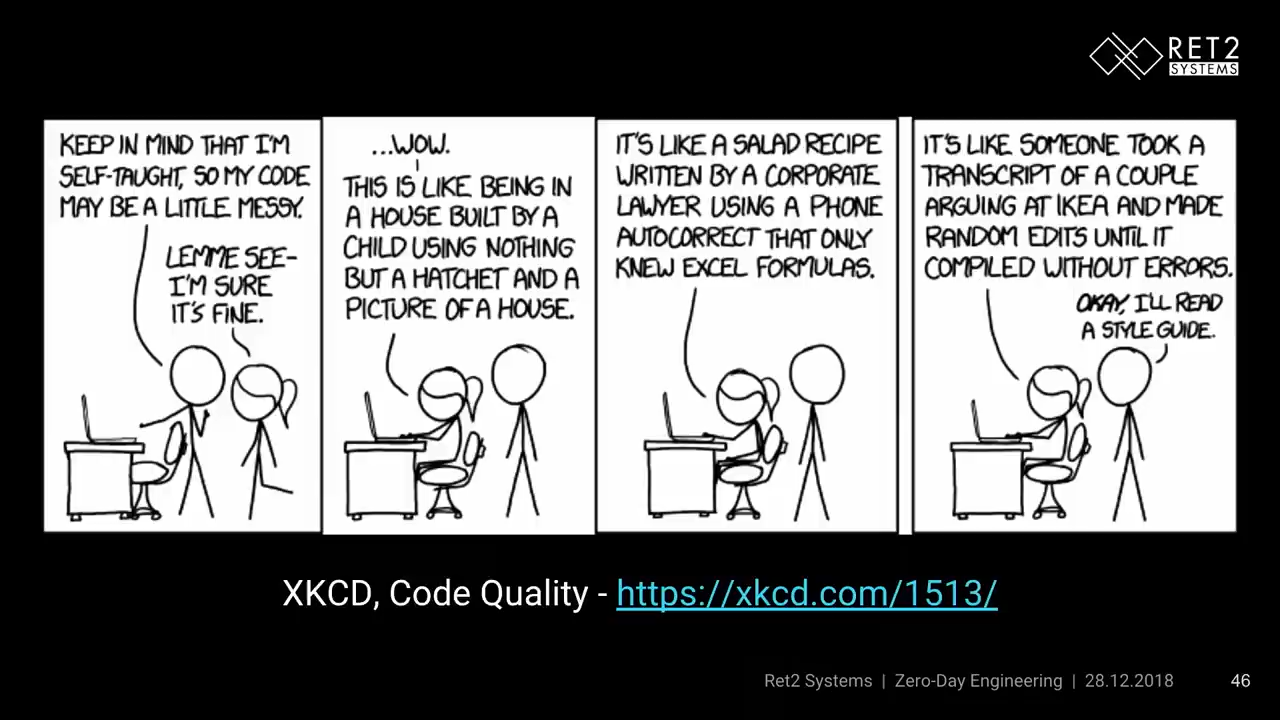 RET2
SYSTEMS
KEEP IN MIND THAT I'M
SELF-TAUGHT, SO MY CODE
MAY BE A LITTLE MESSY.
LEMME SEE-
I'M SURE
IT'S FINE.
...WOW.
THIS IS LIKE BEING IN
A HOUSE BUILT BY A
CHILD USING NOTHING
BUT A HATCHET AND A
PICTURE OF A HOUSE.
IT'S LIKE A SALAD RECIPE
WRITTEN BY A CORPORATE
LAWYER USING A PHONE
AUTOCORRECT THAT ONLY
KNEW EXCEL FORMULAS.
IT'S LIKE SOMEONE TOOK A
TRANSCRIPT OF A COUPLE
ARGUING AT IKEA AND MADE
RANDOM EDITS UNTIL IT
COMPILED WITHOUT ERRORS.
OKAY, I'LL READ
A STYLE GUIDE.
XKCD, Code Quality - https://xkcd.com/1513/
Ret2 Systems | Zero-Day Engineering | 28.12.2018 46